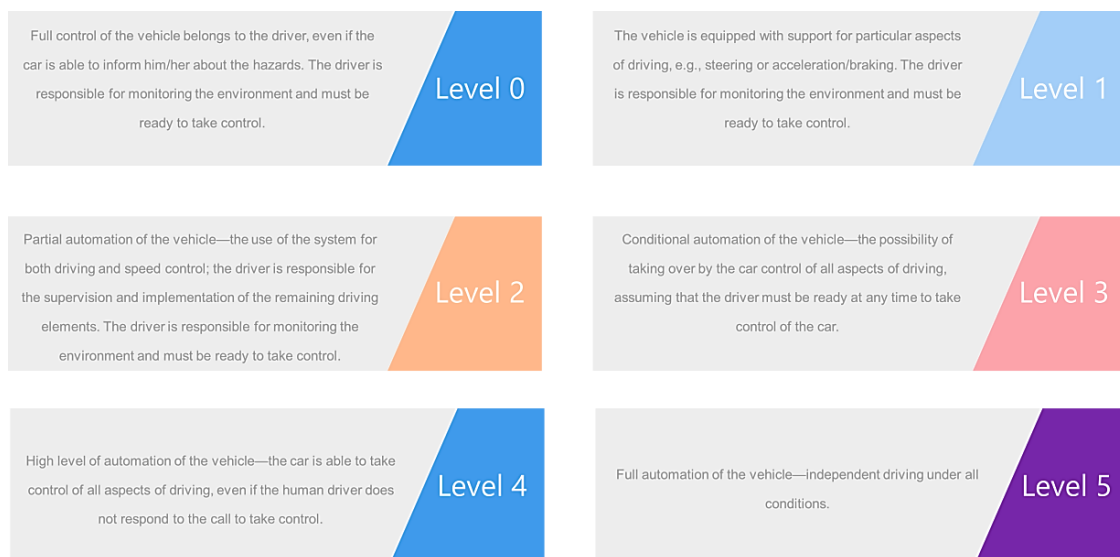 Full control of the vehicle belongs to the driver, even if the
car is able to inform him/her about the hazards. The driver is
responsible for monitoring the environment and must be
ready to take control.
Level 0
The vehicle is equipped with support for particular aspects
of driving, e.g., steering or acceleration/braking. The driver
is responsible for monitoring the environment and must be
ready to take control.
Level 1
Partial automation of the vehicle—the use of the system for
both driving and speed control; the driver is responsible for
the supervision and implementation of the remaining driving
elements. The driver is responsible for monitoring the
environment and must be ready to take control.
Level 2
Conditional automation of the vehicle—the possibility of
taking over by the car control of all aspects of driving,
assuming that the driver must be ready at any time to take
control of the car.
Level 3
High level of automation of the vehicle—the car is able to take
control of all aspects of driving, even if the human driver does
not respond to the call to take control.
Level 4
Full automation of the vehicle—independent driving under all
conditions.
Level 5